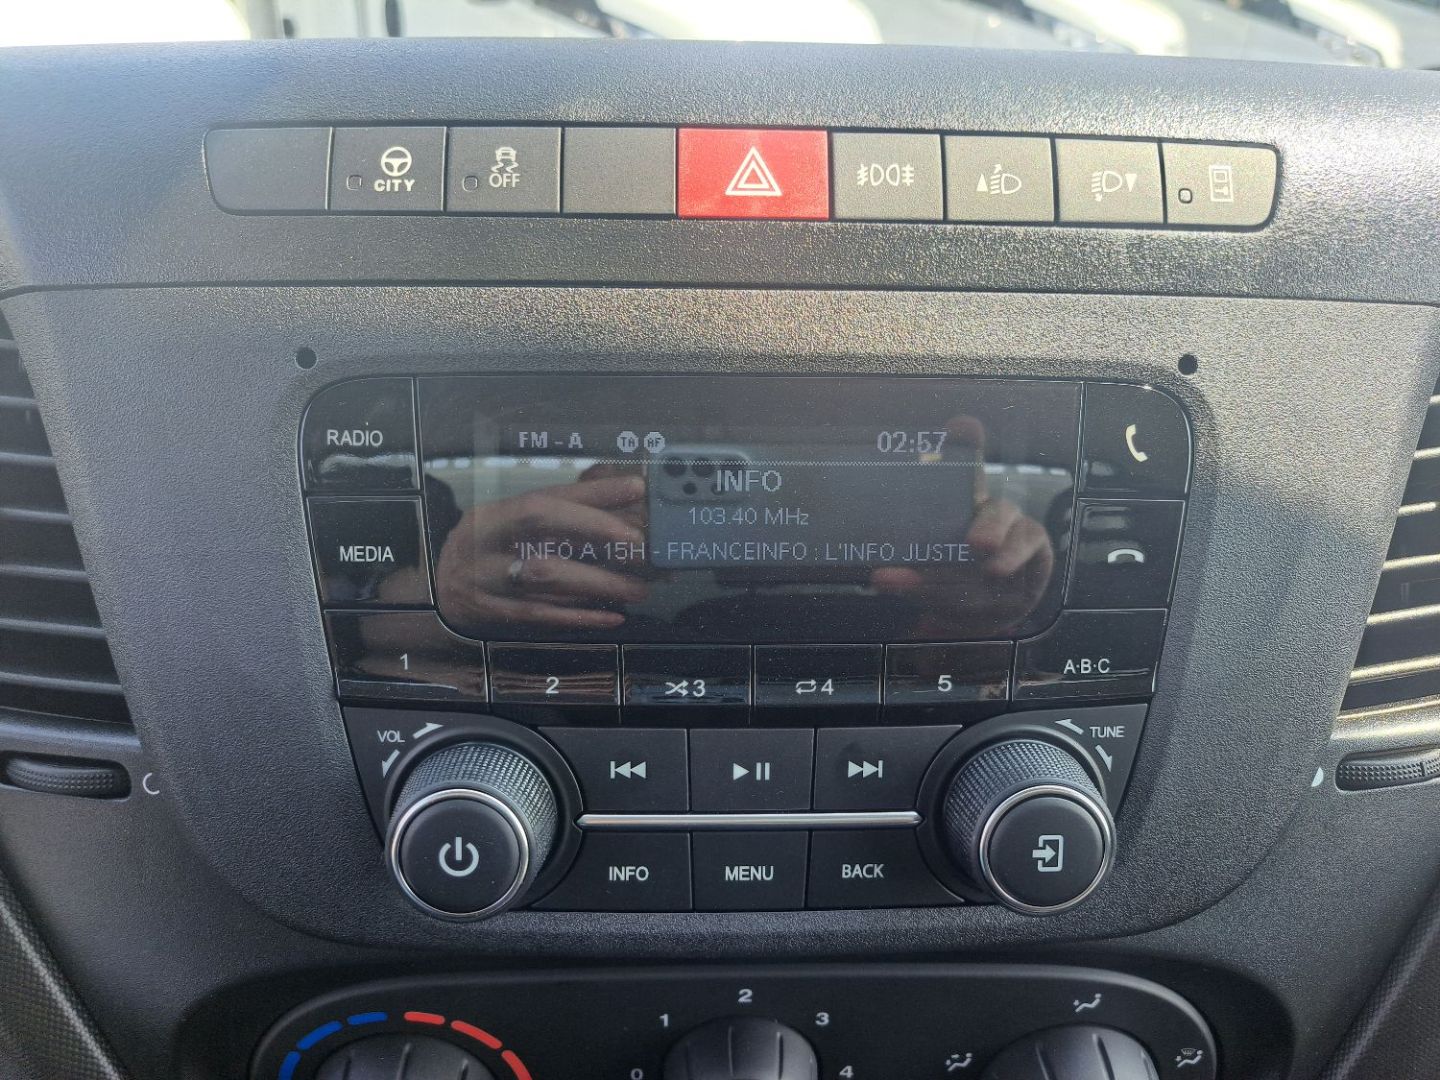 CITY
OFF
RADIO
FM - A TA AF 02:57
INFO
103.40 MHz
'INFO A 15H - FRANCEINFO : L'INFO JUSTE.
MEDIA
1
2
3
4
5
A·B·C
VOL
TUNE
INFO
MENU
BACK
0
1
2
3
4